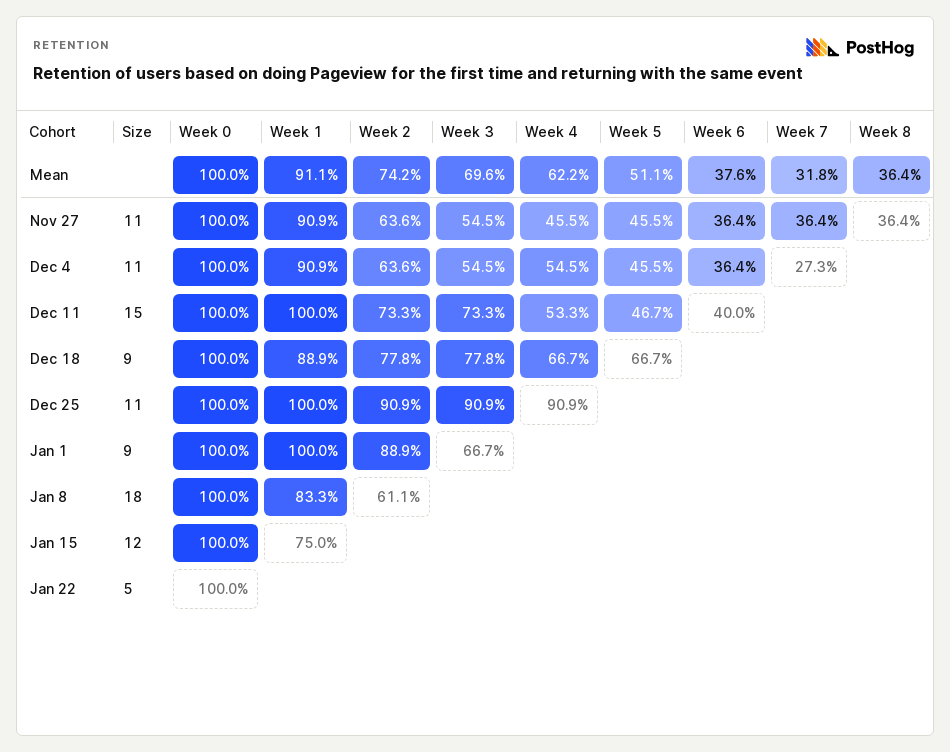 RETENTION
PostHog
Retention of users based on doing Pageview for the first time and returning with the same event
Cohort Size Week 0 Week 1 Week 2 Week 3 Week 4 Week 5 Week 6 Week 7 Week 8
Mean 100.0% 91.1% 74.2% 69.6% 62.2% 51.1% 37.6% 31.8% 36.4%
Nov 27 11 100.0% 90.9% 63.6% 54.5% 45.5% 45.5% 36.4% 36.4% 36.4%
Dec 4 11 100.0% 90.9% 63.6% 54.5% 54.5% 45.5% 36.4% 27.3%
Dec 11 15 100.0% 100.0% 73.3% 73.3% 53.3% 46.7% 40.0%
Dec 18 9 100.0% 88.9% 77.8% 77.8% 66.7% 66.7%
Dec 25 11 100.0% 100.0% 90.9% 90.9% 90.9%
Jan 1 9 100.0% 100.0% 88.9% 66.7%
Jan 8 18 100.0% 83.3% 61.1%
Jan 15 12 100.0% 75.0%
Jan 22 5 100.0%